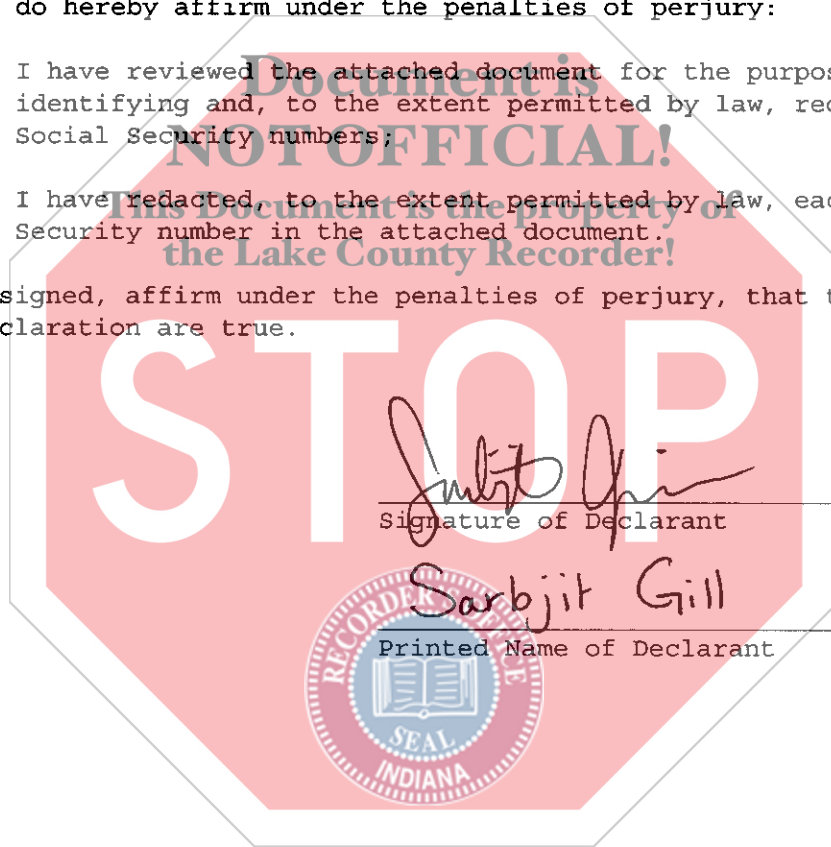 do hereby affirm under the penalties of perjury:
I have reviewed the attached document for the purpos
identifying and, to the extent permitted by law, red
Social Security numbers;
I have redacted, to the extent permitted by law, eac
Security number in the attached document.
signed, affirm under the penalties of perjury, that t
claration are true.
Document is
NOT OFFICIAL!
This Document is the property of
the Lake County Recorder!
STOP
Signature of Declarant
Sarbjit Gill
Printed Name of Declarant
RECORDER'S OFFICE
SEAL
INDIANA